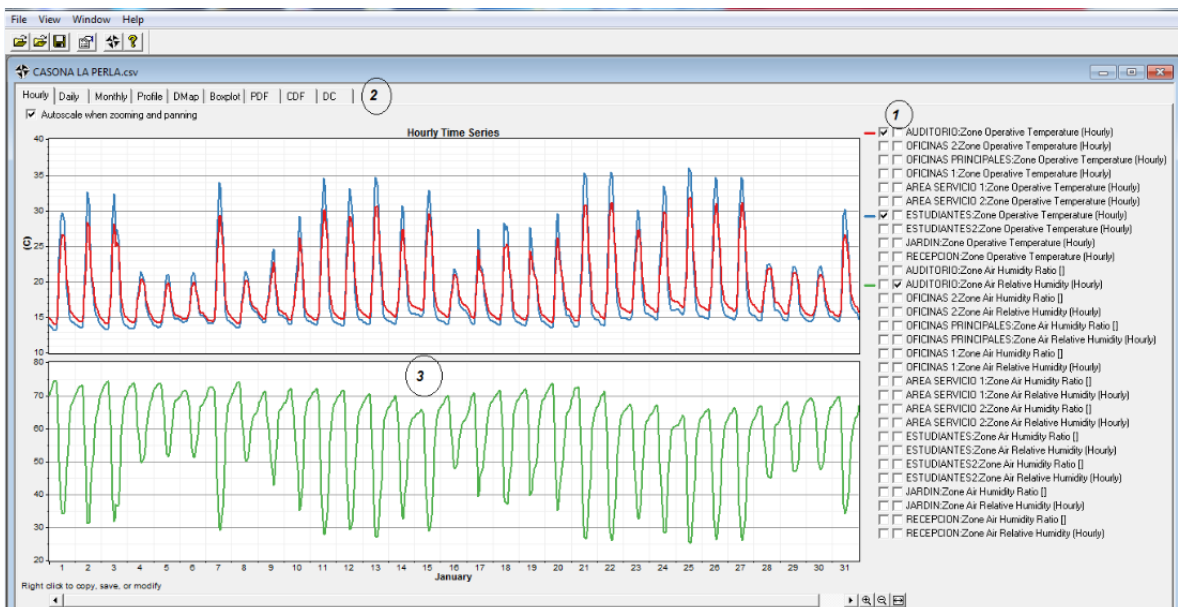 File View Window Help
CASONA LA PERLA.csv
Hourly Daily Monthly Profile DMap Boxplot PDF CDF DC
2
1
Autoscale when zooming and panning
Hourly Time Series
40
35
30
25
20
15
10
(C)
80
70
60
50
40
30
20
3
1 2 3 4 5 6 7 8 9 10 11 12 13 14 15 16 17 18 19 20 21 22 23 24 25 26 27 28 29 30 31
January
Right click to copy, save, or modify
AUDITORIO:Zone Operative Temperature (Hourly)
OFICINAS 2:Zone Operative Temperature (Hourly)
OFICINAS PRINCIPALES:Zone Operative Temperature (Hourly)
OFICINAS 1:Zone Operative Temperature (Hourly)
AREA SERVICIO 1:Zone Operative Temperature (Hourly)
AREA SERVICIO 2:Zone Operative Temperature (Hourly)
ESTUDIANTES:Zone Operative Temperature (Hourly)
ESTUDIANTES2:Zone Operative Temperature (Hourly)
JARDIN:Zone Operative Temperature (Hourly)
RECEPCION:Zone Operative Temperature (Hourly)
AUDITORIO:Zone Air Humidity Ratio []
AUDITORIO:Zone Air Relative Humidity (Hourly)
OFICINAS 2:Zone Air Humidity Ratio []
OFICINAS 2:Zone Air Relative Humidity (Hourly)
OFICINAS PRINCIPALES:Zone Air Humidity Ratio []
OFICINAS PRINCIPALES:Zone Air Relative Humidity (Hourly)
OFICINAS 1:Zone Air Humidity Ratio []
OFICINAS 1:Zone Air Relative Humidity (Hourly)
AREA SERVICIO 1:Zone Air Humidity Ratio []
AREA SERVICIO 1:Zone Air Relative Humidity (Hourly)
AREA SERVICIO 2:Zone Air Humidity Ratio []
AREA SERVICIO 2:Zone Air Relative Humidity (Hourly)
ESTUDIANTES:Zone Air Humidity Ratio []
ESTUDIANTES:Zone Air Relative Humidity (Hourly)
ESTUDIANTES2:Zone Air Humidity Ratio []
ESTUDIANTES2:Zone Air Relative Humidity (Hourly)
JARDIN:Zone Air Humidity Ratio []
JARDIN:Zone Air Relative Humidity (Hourly)
RECEPCION:Zone Air Humidity Ratio []
RECEPCION:Zone Air Relative Humidity (Hourly)